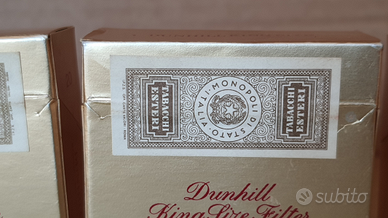 TABACCHI
ESTERI
MONOPOLI DI STATO · ITALIA ·
TABACCHI
ESTERI
Dunhill
King Size Filter
subito